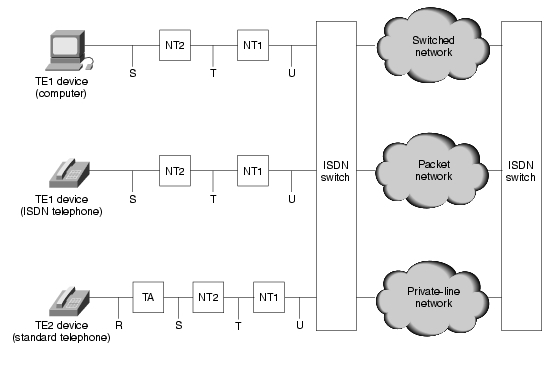 NT2
NT1
Switched
network
S
T
U
TE1 device
(computer)
ISDN
switch
ISDN
switch
NT2
NT1
Packet
network
S
T
U
TE1 device
(ISDN telephone)
TA
NT2
NT1
Private-line
network
R
S
T
U
TE2 device
(standard telephone)